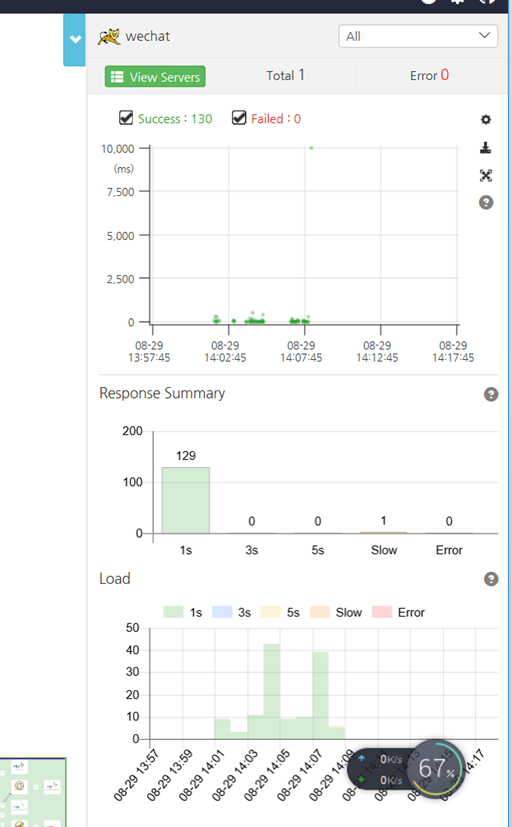 wechat
All
View Servers
Total 1
Error 0
Success : 130
Failed : 0
10,000
(ms)
7,500
5,000
2,500
0
08-29 08-29 08-29 08-29 08-29
13:57:45 14:02:45 14:07:45 14:12:45 14:17:45
Response Summary
?
200
100
0
129 0 0 1 0
1s 3s 5s Slow Error
Load
?
1s 3s 5s Slow Error
50
40
30
20
10
0
08-29 13:57
08-29 13:59
08-29 14:01
08-29 14:03
08-29 14:05
08-29 14:07
08-29 14:09
0K/s
0K/s
67%